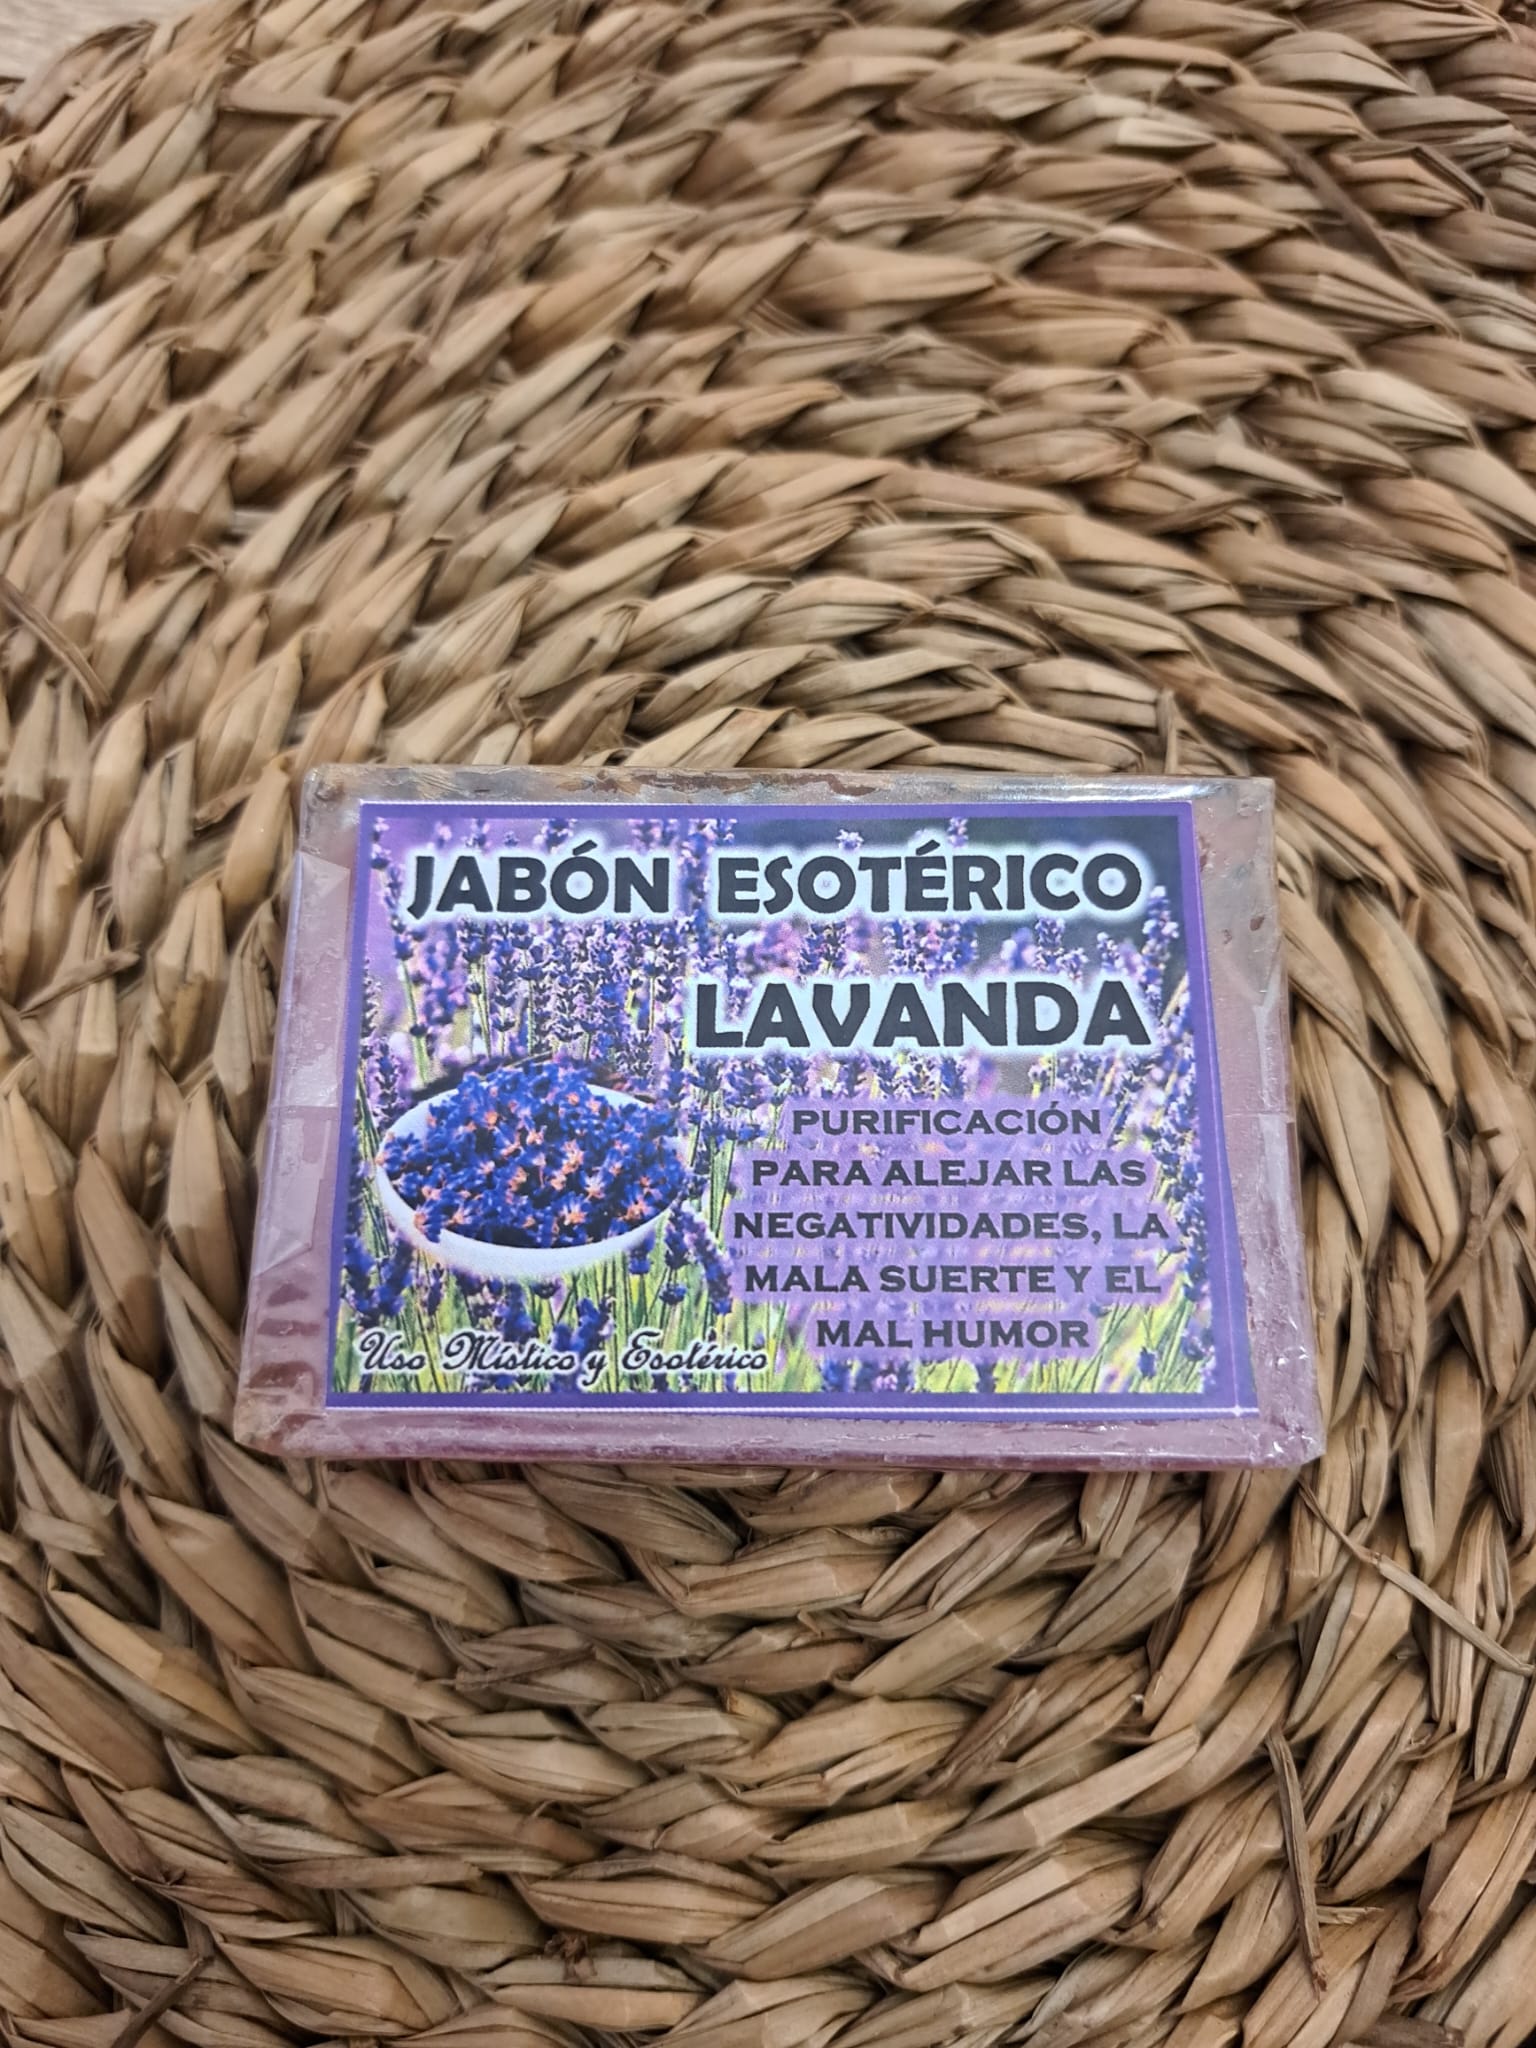 JABÓN ESOTÉRICO
LAVANDA
PURIFICACIÓN
PARA ALEJAR LAS
NEGATIVIDADES, LA
MALA SUERTE Y EL
MAL HUMOR
Uso Místico y Esotérico